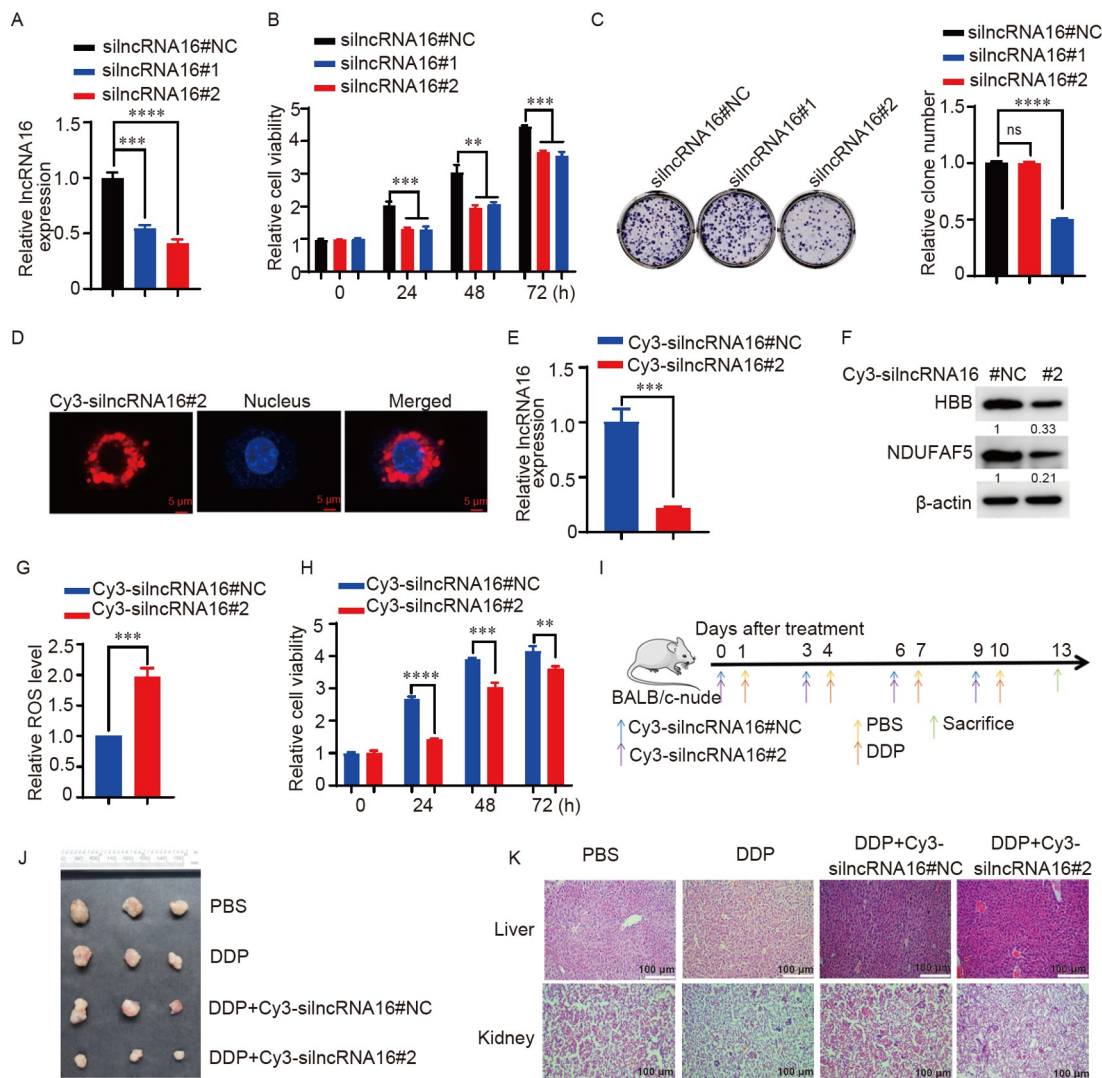 A
silncRNA16#NC
silncRNA16#1
silncRNA16#2
Relative lncRNA16
expression
1.5
1.0
0.5
0
***
****
B
silncRNA16#NC
silncRNA16#1
silncRNA16#2
Relative cell viability
5
4
3
2
1
0
***
**
***
0
24
48
72 (h)
C
silncRNA16#NC
silncRNA16#1
silncRNA16#2
silncRNA16#NC
silncRNA16#1
silncRNA16#2
Relative clone number
1.5
1.0
0.5
0
ns
****
D
Cy3-silncRNA16#2
Nucleus
Merged
5 μm
5 μm
5 μm
E
Cy3-silncRNA16#NC
Cy3-silncRNA16#2
Relative lncRNA16
expression
1.5
1.0
0.5
0
***
F
Cy3-silncRNA16 #NC #2
HBB
1 0.33
NDUFAF5
1 0.21
β-actin
G
Cy3-silncRNA16#NC
Cy3-silncRNA16#2
Relative ROS level
2.5
2.0
1.5
1.0
2.0
0
***
H
Cy3-silncRNA16#NC
Cy3-silncRNA16#2
Relative cell viability
5
4
3
2
1
0
****
***
**
0
24
48
72 (h)
I
Days after treatment
0 1 3 4 6 7 9 10 13
BALB/c-nude
Cy3-silncRNA16#NC
Cy3-silncRNA16#2
PBS
DDP
Sacrifice
J
PBS
DDP
DDP+Cy3-silncRNA16#NC
DDP+Cy3-silncRNA16#2
K
PBS
DDP
DDP+Cy3-
silncRNA16#NC
DDP+Cy3-
silncRNA16#2
Liver
100 μm
100 μm
100 μm
100 μm
Kidney
100 μm
100 μm
100 μm
100 μm